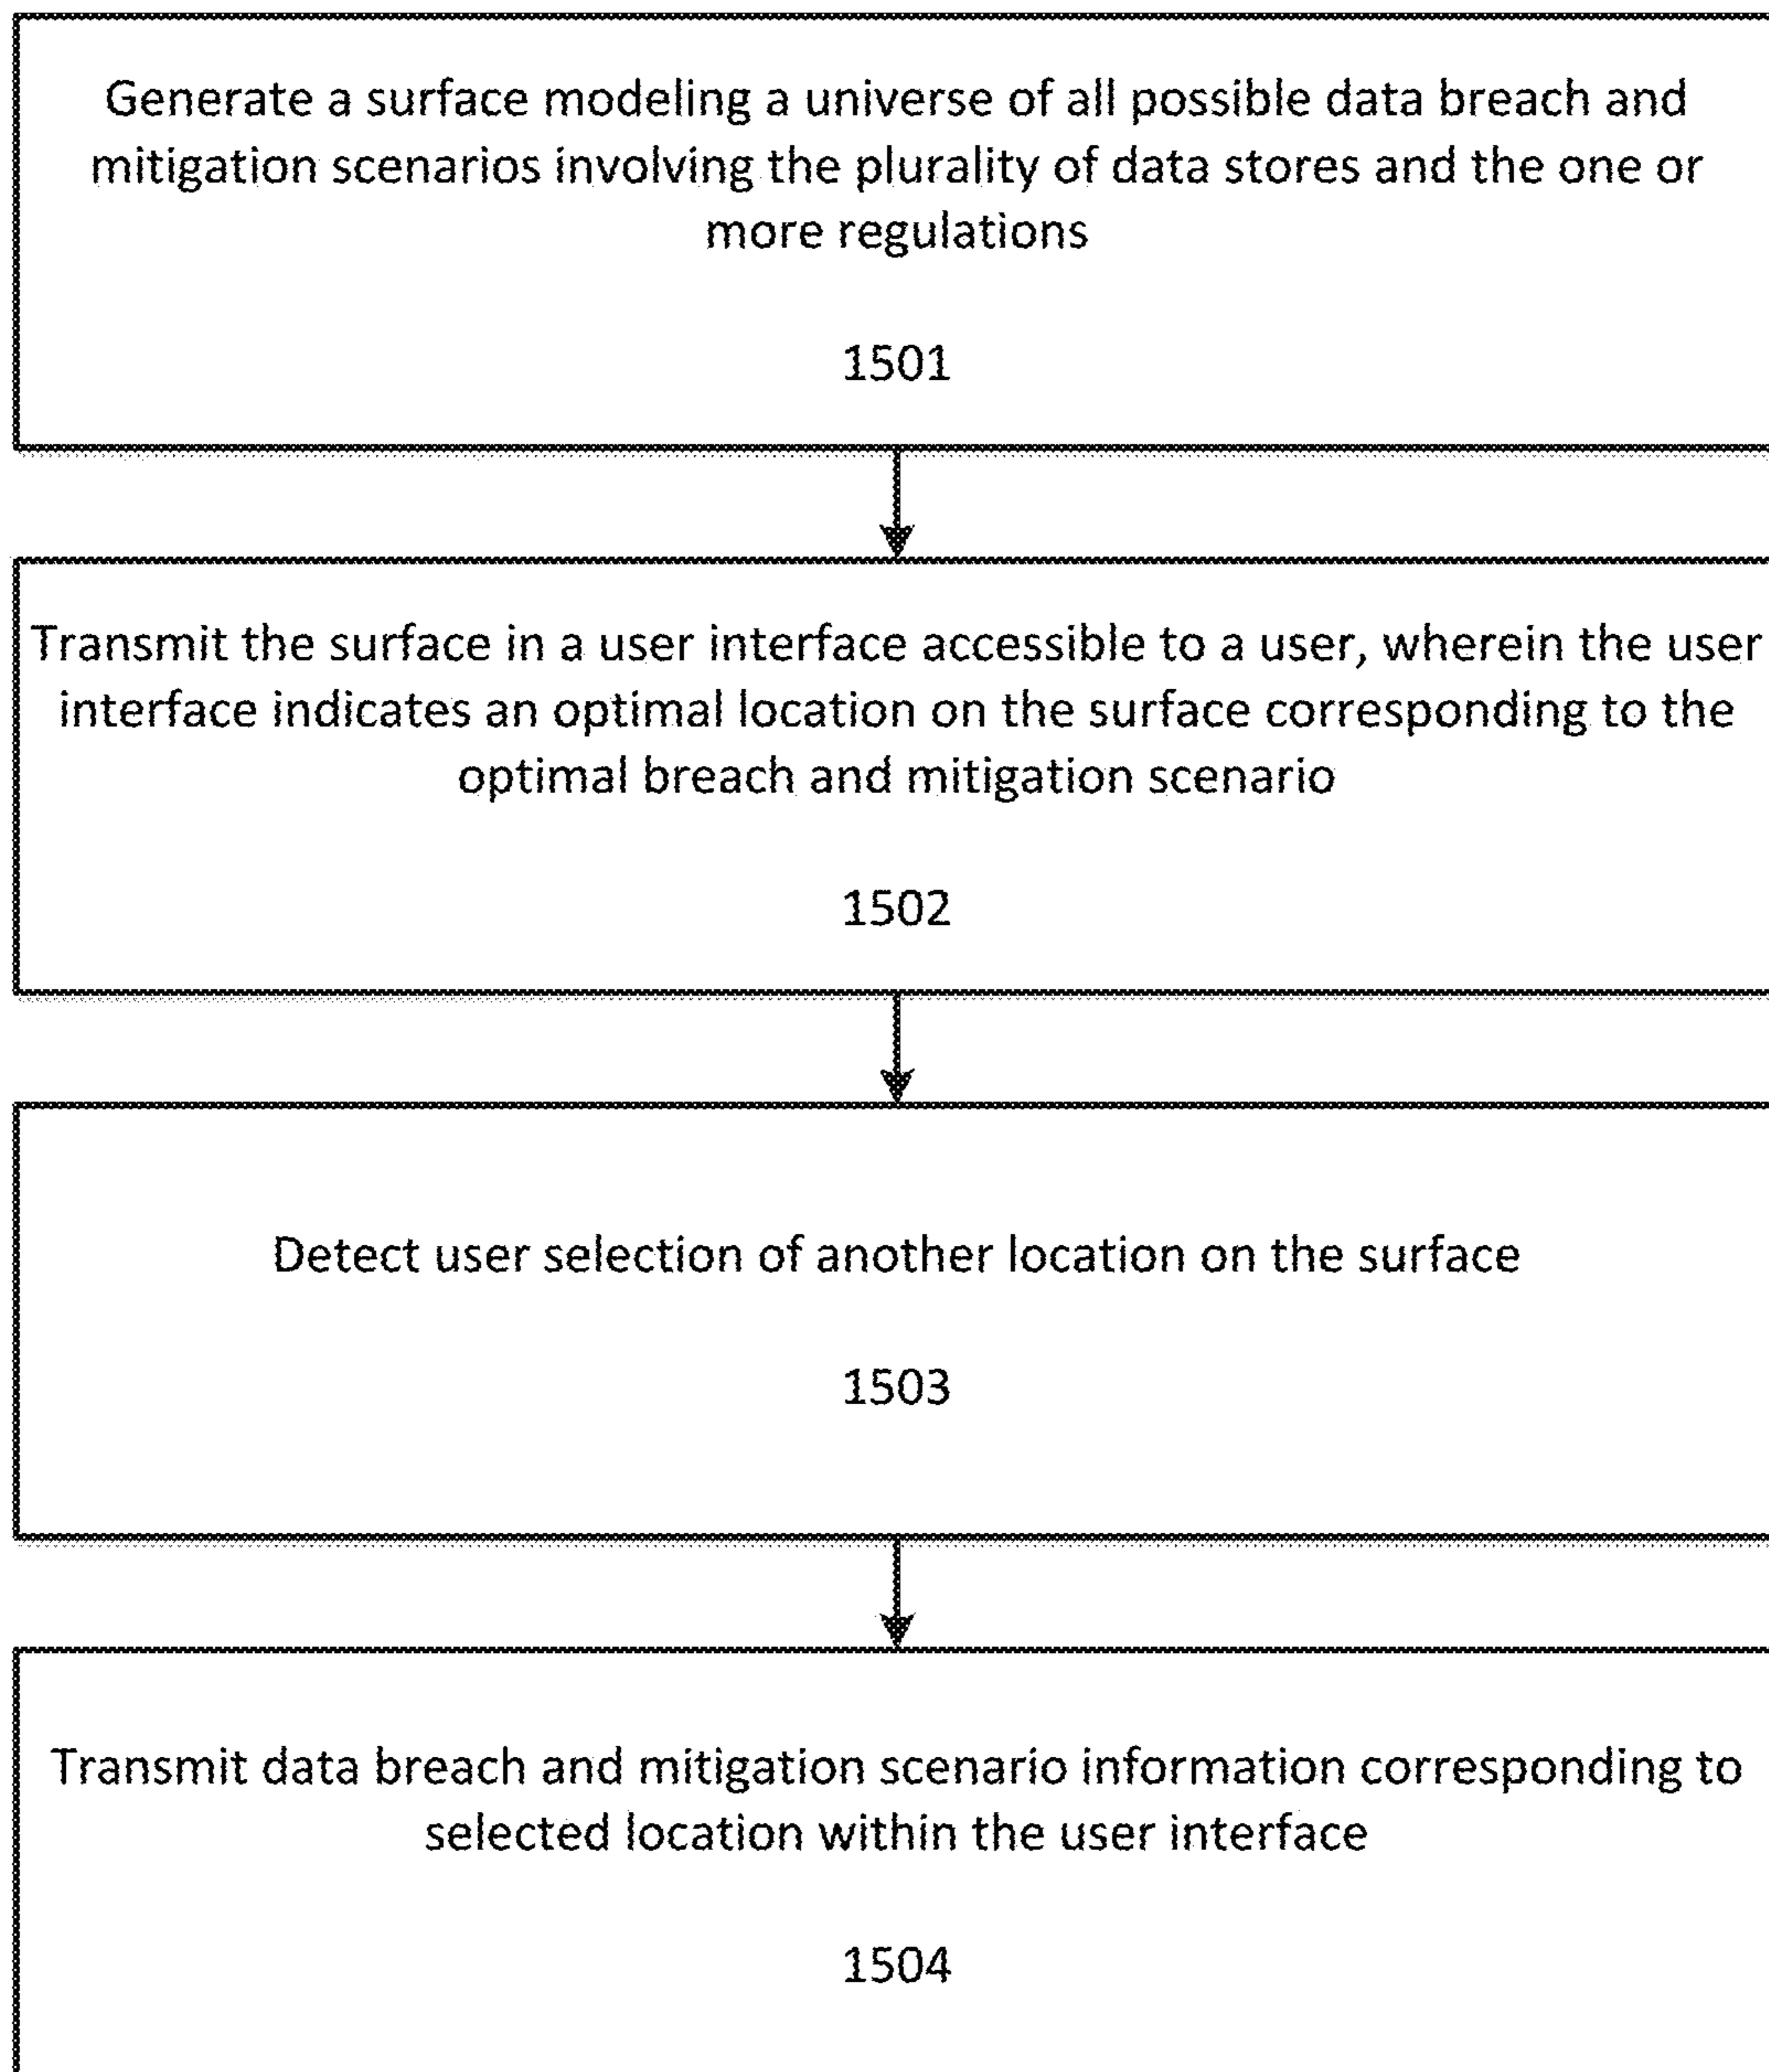 Generate a surface modeling a universe of all possible data breach and
mitigation scenarios involving the plurality of data stores and the one or
more regulations
1501
Transmit the surface in a user interface accessible to a user, wherein the user
interface indicates an optimal location on the surface corresponding to the
optimal breach and mitigation scenario
1502
Detect user selection of another location on the surface
1503
Transmit data breach and mitigation scenario information corresponding to
selected location within the user interface
1504